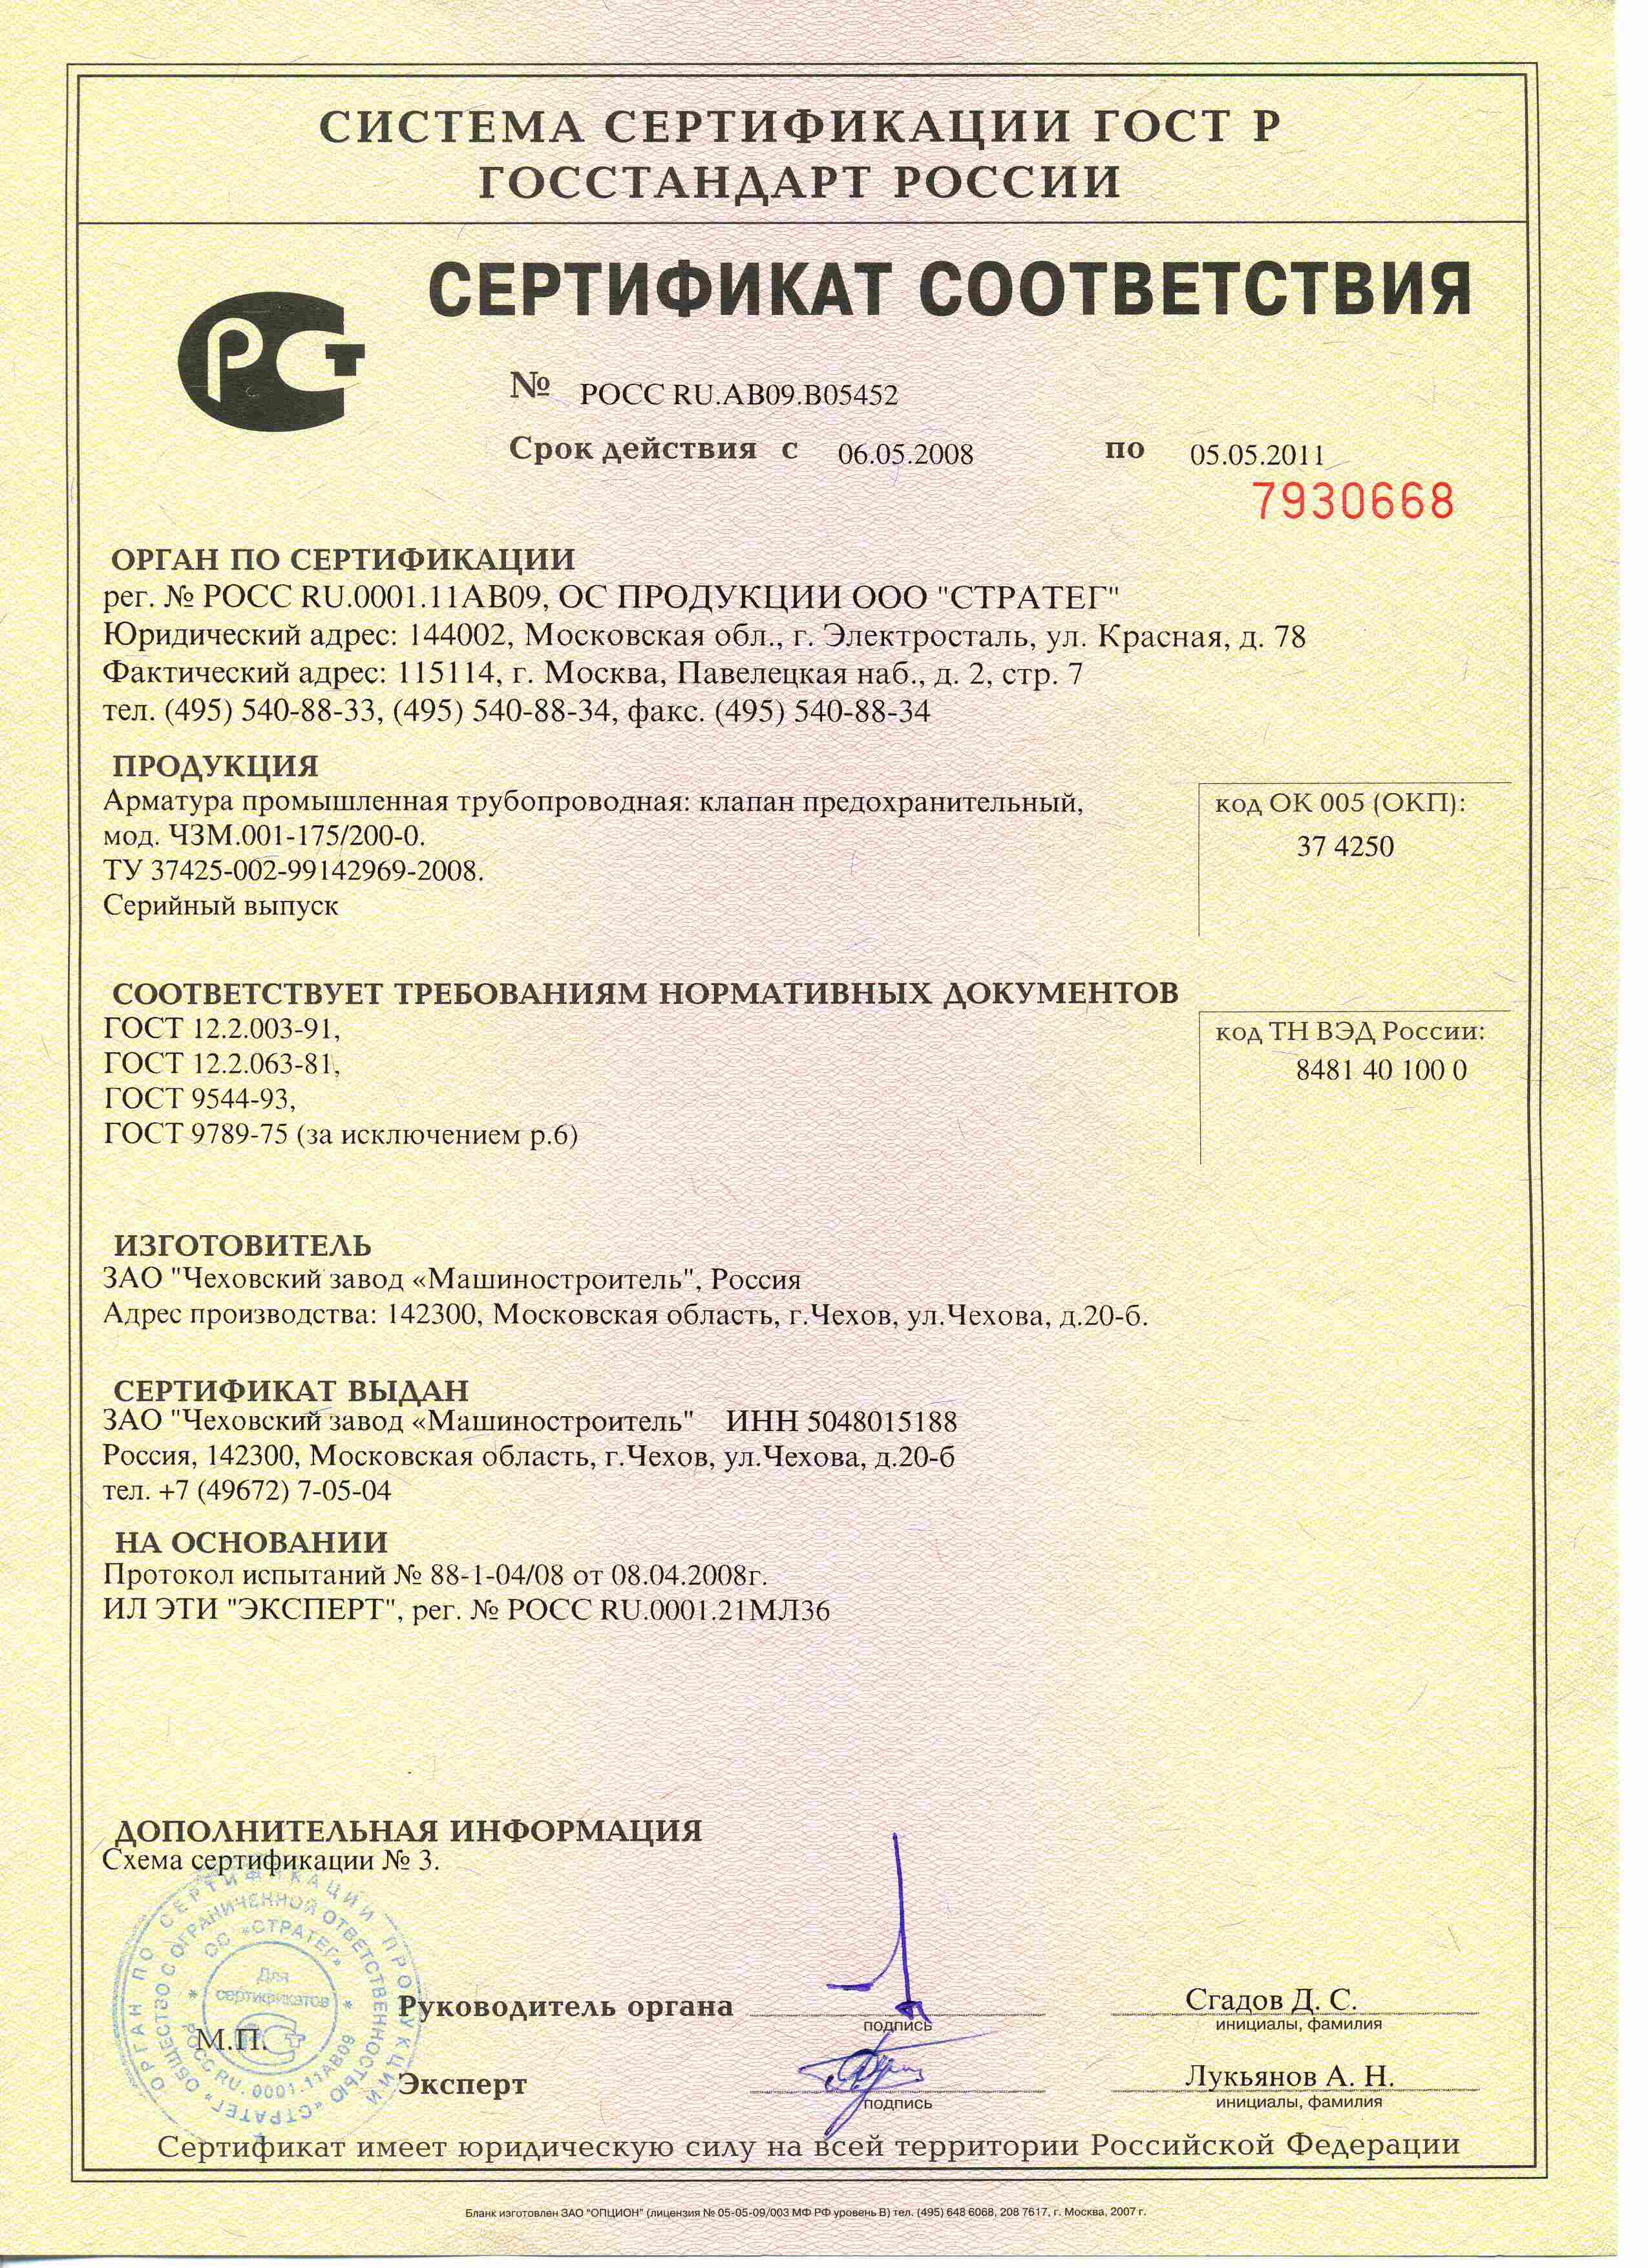 СИСТЕМА СЕРТИФИКАЦИИ ГОСТ Р
ГОССТАНДАРТ РОССИИ
СЕРТИФИКАТ СООТВЕТСТВИЯ
РСТ
№ РОСС RU.АВ09.В05452
Срок действия с 06.05.2008 по 05.05.2011
7930668
ОРГАН ПО СЕРТИФИКАЦИИ
рег. № РОСС RU.0001.11АВ09, ОС ПРОДУКЦИИ ООО "СТРАТЕГ"
Юридический адрес: 144002, Московская обл., г. Электросталь, ул. Красная, д. 78
Фактический адрес: 115114, г. Москва, Павелецкая наб., д. 2, стр. 7
тел. (495) 540-88-33, (495) 540-88-34, факс. (495) 540-88-34
ПРОДУКЦИЯ
Арматура промышленная трубопроводная: клапан предохранительный,
мод. ЧЗМ.001-175/200-0.
ТУ 37425-002-99142969-2008.
Серийный выпуск
код ОК 005 (ОКП):
37 4250
СООТВЕТСТВУЕТ ТРЕБОВАНИЯМ НОРМАТИВНЫХ ДОКУМЕНТОВ
ГОСТ 12.2.003-91,
ГОСТ 12.2.063-81,
ГОСТ 9544-93,
ГОСТ 9789-75 (за исключением р.6)
код ТН ВЭД России:
8481 40 100 0
ИЗГОТОВИТЕЛЬ
ЗАО "Чеховский завод «Машиностроитель", Россия
Адрес производства: 142300, Московская область, г.Чехов, ул.Чехова, д.20-б.
СЕРТИФИКАТ ВЫДАН
ЗАО "Чеховский завод «Машиностроитель" ИНН 5048015188
Россия, 142300, Московская область, г.Чехов, ул.Чехова, д.20-б
тел. +7 (49672) 7-05-04
НА ОСНОВАНИИ
Протокол испытаний № 88-1-04/08 от 08.04.2008г.
ИЛ ЭТИ "ЭКСПЕРТ", рег. № РОСС RU.0001.21МЛ36
ДОПОЛНИТЕЛЬНАЯ ИНФОРМАЦИЯ
Схема сертификации № 3.
ОРГАН ПО СЕРТИФИКАЦИИ ПРОДУКЦИИ
ОБЩЕСТВО С ОГРАНИЧЕННОЙ ОТВЕТСТВЕННОСТЬЮ «СТРАТЕГ»
ОС «СТРАТЕГ»
РОСС RU. 0001.11АВ09
Для
сертификатов
М.П.
Руководитель органа
подпись
Сгадов Д. С.
инициалы, фамилия
Эксперт
подпись
Лукьянов А. Н.
инициалы, фамилия
Сертификат имеет юридическую силу на всей территории Российской Федерации
Бланк изготовлен ЗАО "ОПЦИОН" (лицензия № 05-05-09/003 МФ РФ уровень В) тел. (495) 648 6068, 208 7617, г. Москва, 2007 г.